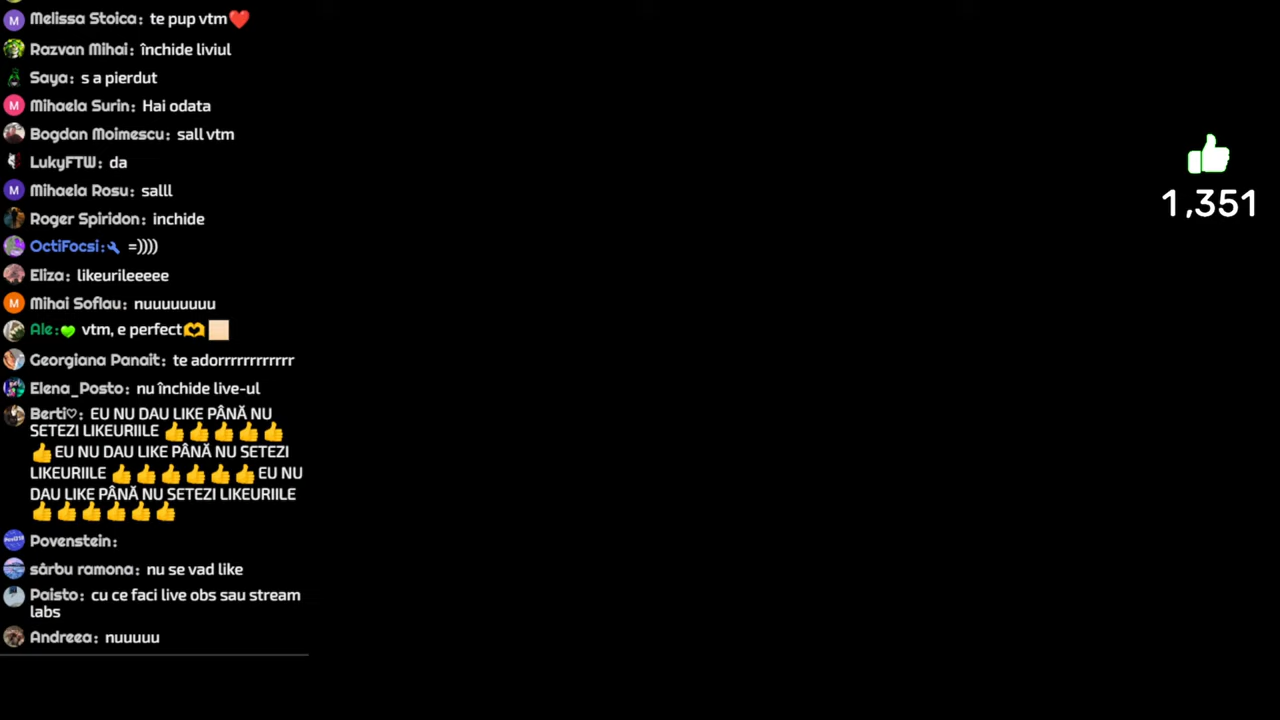 Melissa Stoica: te pup vtm❤️
Razvan Mihai: închide liviul
Saya: s a pierdut
Mihaela Surin: Hai odata
Bogdan Moimescu: sall vtm
LukyFTW: da
Mihaela Rosu: salll
Roger Spiridon: inchide
OctiFocsi: =))))
Eliza: likeurileeeee
Mihai Soflau: nuuuuuuuu
Ale: vtm, e perfect🫶🏻
Georgiana Panait: te adorrrrrrrrrrrr
Elena_Posto: nu închide live-ul
Berti♡: EU NU DAU LIKE PÂNĂ NU
SETEZI LIKEURIILE 👍👍👍👍👍
👍EU NU DAU LIKE PÂNĂ NU SETEZI
LIKEURIILE 👍👍👍👍👍👍EU NU
DAU LIKE PÂNĂ NU SETEZI LIKEURIILE
👍👍👍👍👍👍
Povenstein:
sârbu ramona: nu se vad like
Paisto: cu ce faci live obs sau stream
labs
Andreea: nuuuuu
1,351